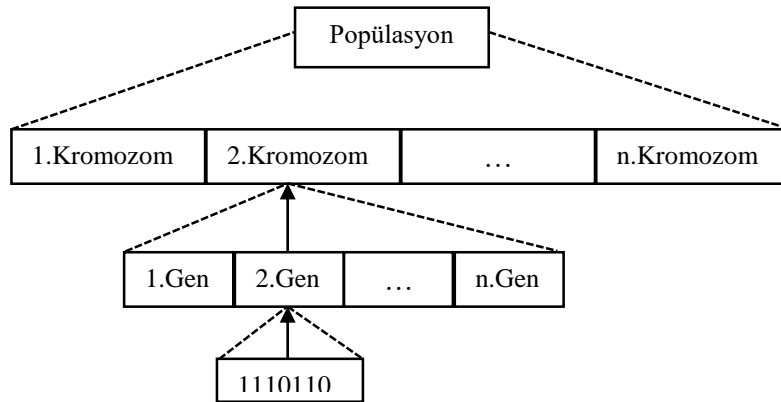 Popülasyon
1.Kromozom 2.Kromozom … n.Kromozom
1.Gen 2.Gen … n.Gen
1110110